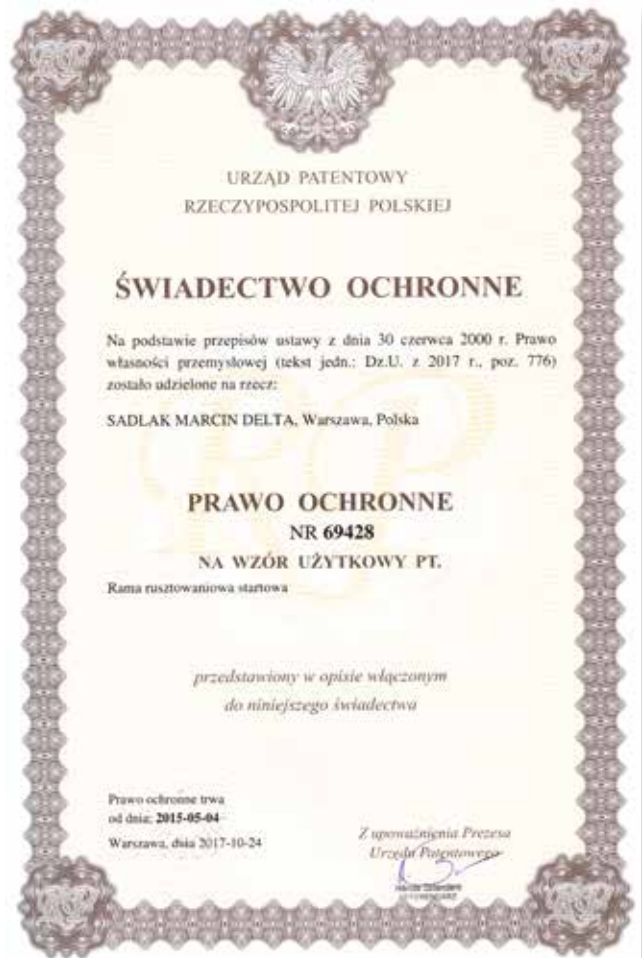 URZĄD PATENTOWY
RZECZYPOSPOLITEJ POLSKIEJ
ŚWIADECTWO OCHRONNE
Na podstawie przepisów ustawy z dnia 30 czerwca 2000 r. Prawo
własności przemysłowej (tekst jedn.: Dz.U. z 2017 r., poz. 776)
zostało udzielone na rzecz:
SADLAK MARCIN DELTA, Warszawa, Polska
PRAWO OCHRONNE
NR 69428
NA WZÓR UŻYTKOWY PT.
Rama rusztowaniowa startowa
przedstawiony w opisie włączonym
do niniejszego świadectwa
Prawo ochronne trwa
od dnia: 2015-05-04
Warszawa, dnia 2017-10-24
Z upoważnienia Prezesa
Urzędu Patentowego